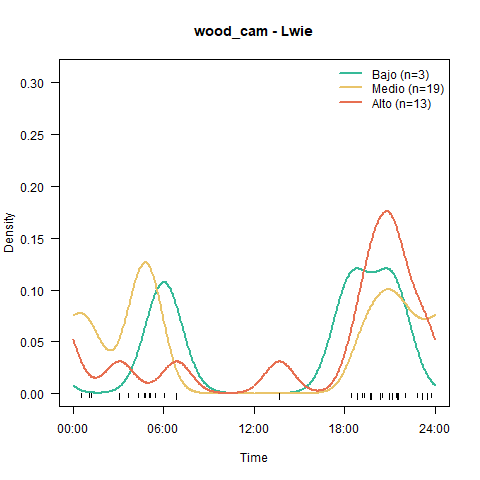 wood_cam - Lwie
Bajo (n=3)
Medio (n=19)
Alto (n=13)
Density
0.30
0.25
0.20
0.15
0.10
0.05
0.00
00:00 06:00 12:00 18:00 24:00
Time